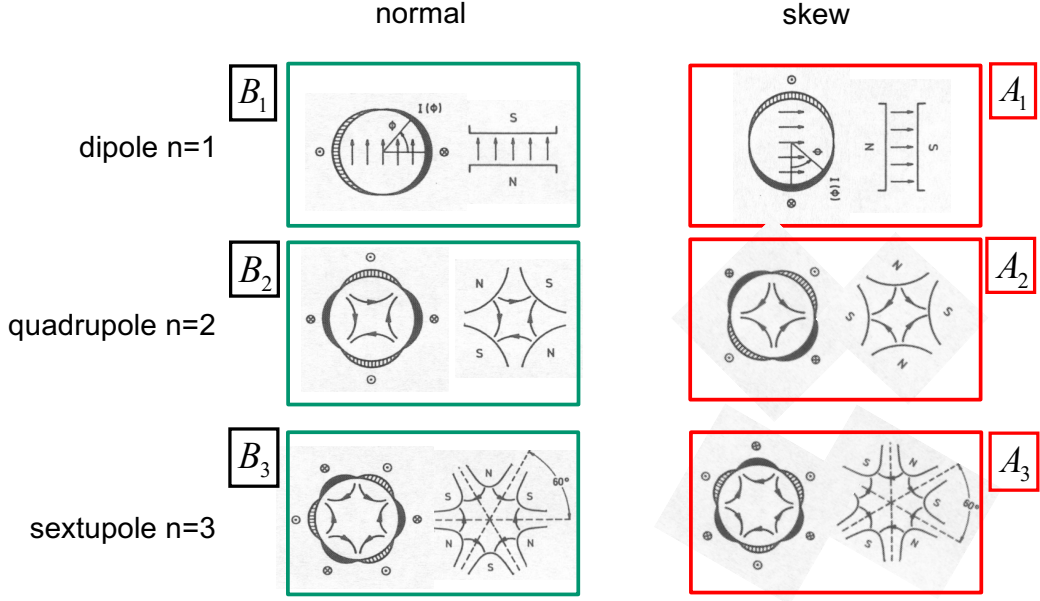 normal skew
B₁ A₁
dipole n=1
I(Φ) Φ
⊙ ⊗
S
N
⊙
Φ
I(Φ)
⊗
N S
B₂ A₂
quadrupole n=2
⊙
⊗ ⊗
⊙
N S
S N
⊗ ⊙
⊙ ⊗
N
S S
N
B₃ A₃
sextupole n=3
⊗ ⊙
⊙ ⊗
⊗ ⊙
N
S S
N N
S
60°
⊗
⊙ ⊙
⊗ ⊗
⊙
S N
N S
S N
60°